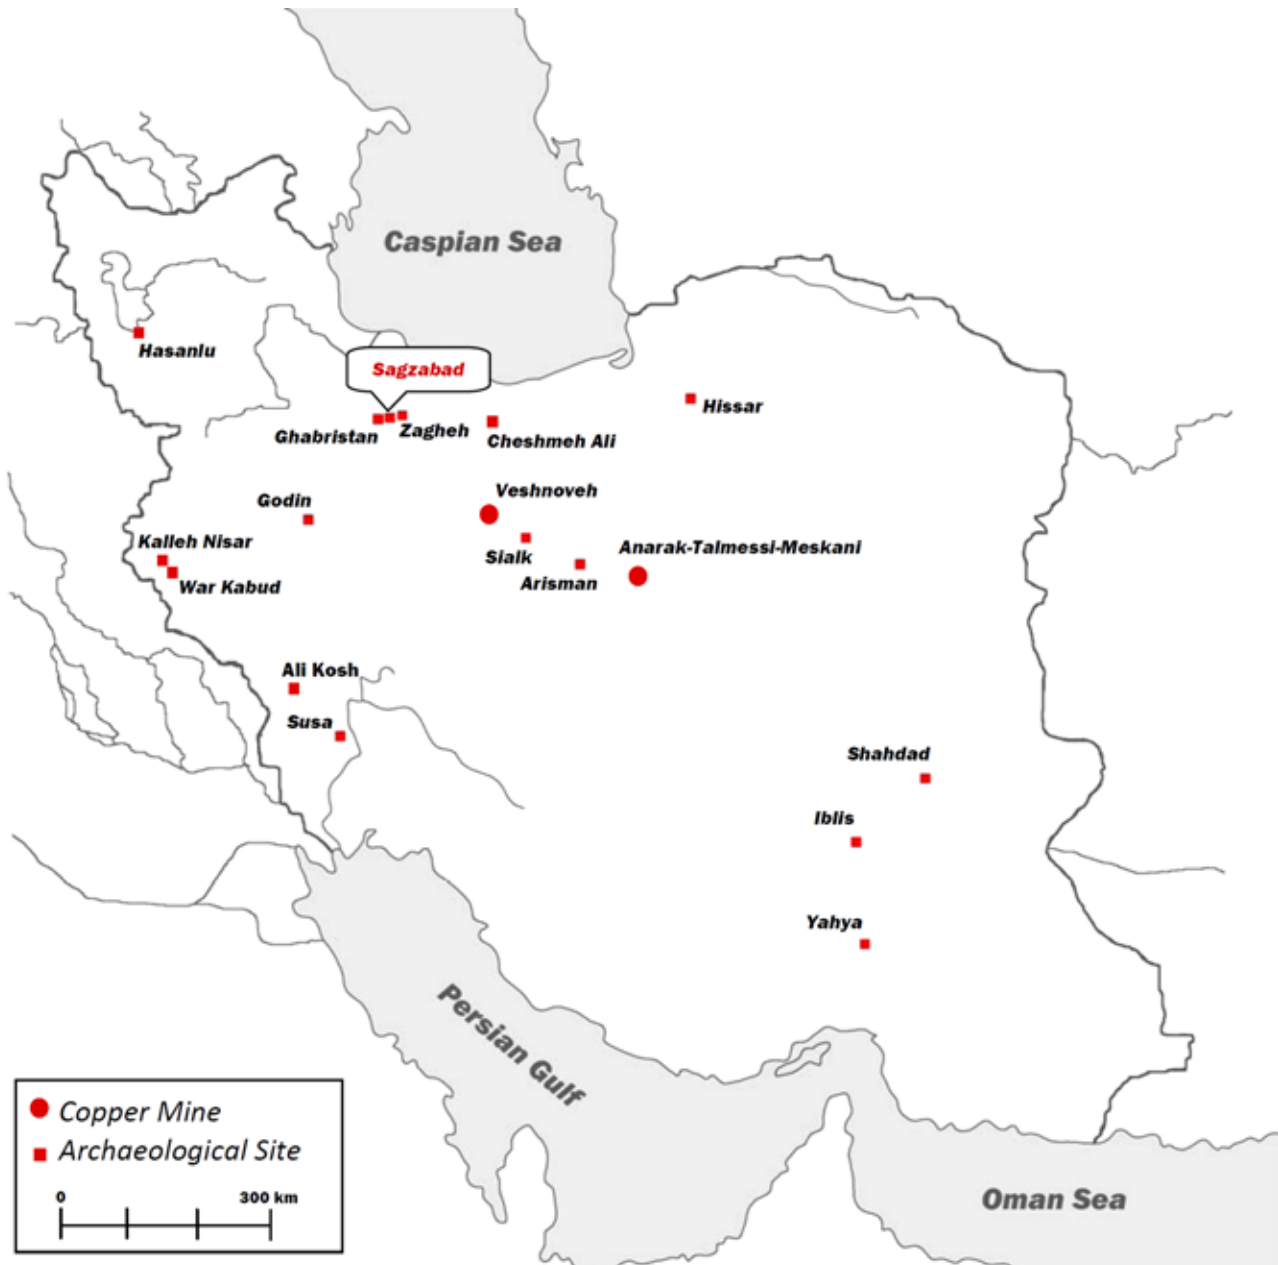 Caspian Sea
Hasanlu
Sagzabad
Hissar
Ghabristan
Zagheh
Cheshmeh Ali
Veshnoveh
Godin
Kalleh Nisar
Sialk
Anarak-Talmessi-Meskani
War Kabud
Arisman
Ali Kosh
Susa
Shahdad
Iblis
Yahya
Persian Gulf
Copper Mine
Archaeological Site
0 300 km
Oman Sea